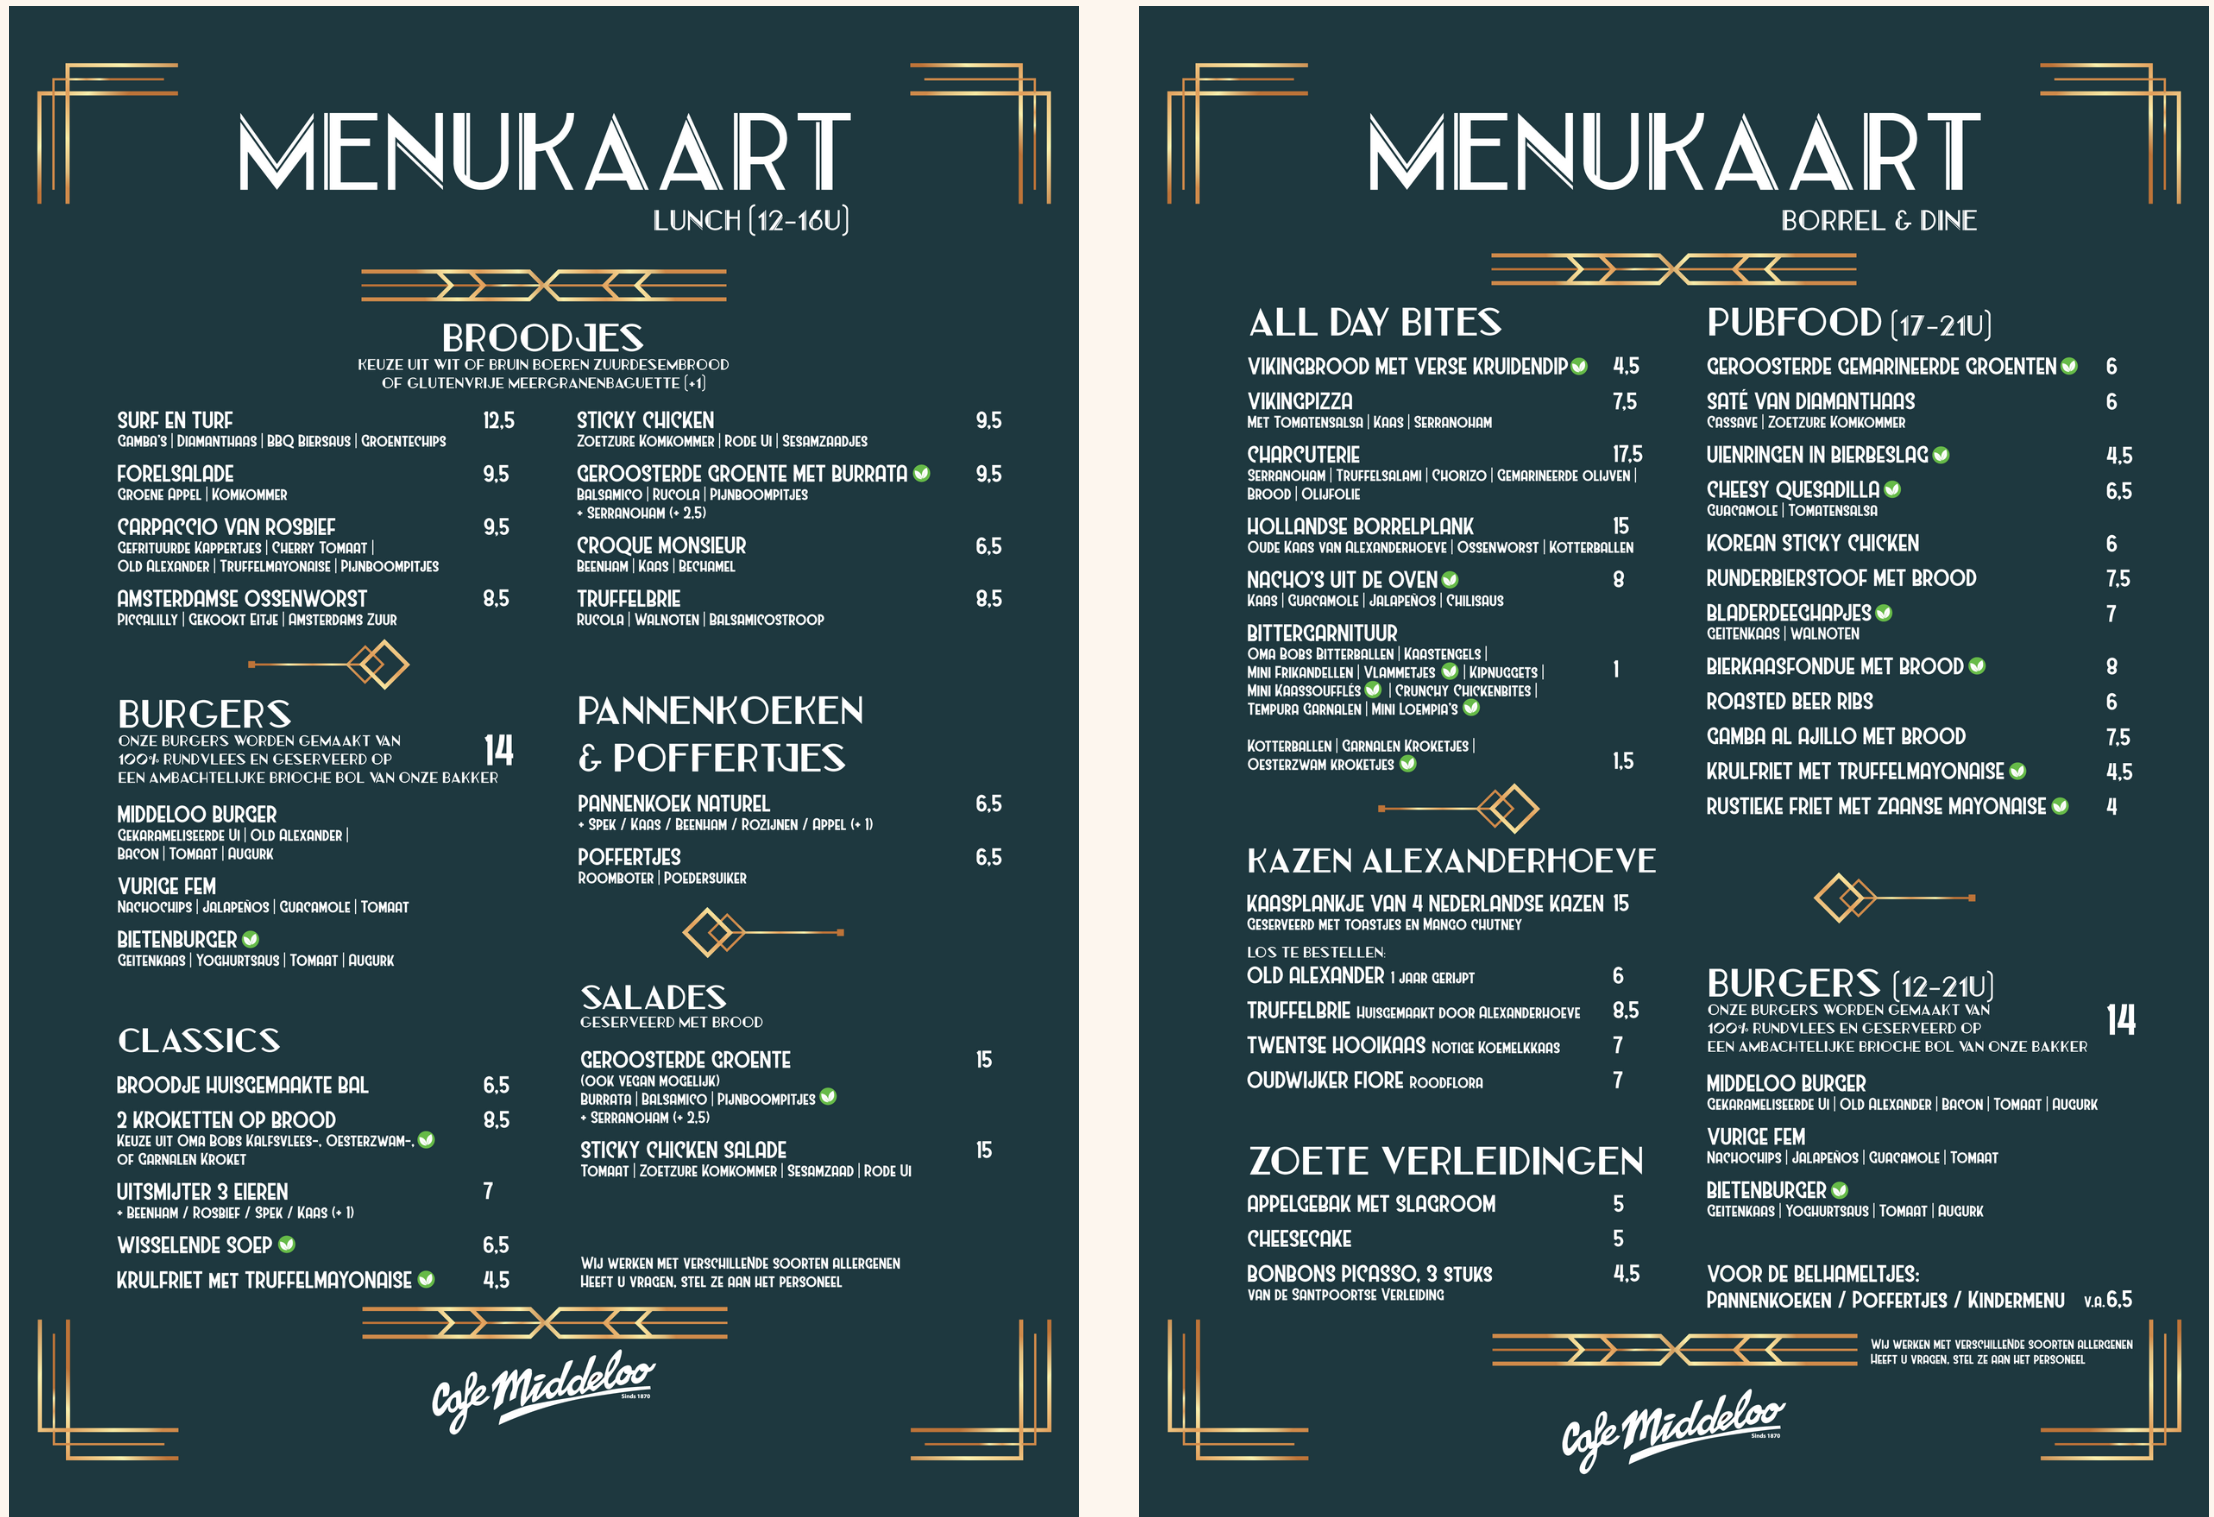 MENUKAART
LUNCH (12-16U)
BROODJES
KEUZE UIT WIT OF BRUIN BOEREN ZUURDESEMBROOD
OF GLUTENVRIJE MEERGRANENBAGUETTE (+1)
SURF EN TURF 12,5
GAMBA'S | DIAMANTHAAS | BBQ BIERSAUS | GROENTECHIPS
FORELSALADE 9,5
GROENE APPEL | KOMKOMMER
CARPACCIO VAN ROSBIEF 9,5
GEFRITUURDE KAPPERTJES | CHERRY TOMAAT |
OLD ALEXANDER | TRUFFELMAYONAISE | PIJNBOOMPITJES
AMSTERDAMSE OSSENWORST 8,5
PICCALILLY | GEKOOKT EITJE | AMSTERDAMS ZUUR
STICKY CHICKEN 9,5
ZOETZURE KOMKOMMER | RODE UI | SESAMZAADJES
GEROOSTERDE GROENTE MET BURRATA 9,5
BALSAMICO | RUCOLA | PIJNBOOMPITJES
+ SERRANOHAM (+ 2,5)
CROQUE MONSIEUR 6,5
BEENHAM | KAAS | BECHAMEL
TRUFFELBRIE 8,5
RUCOLA | WALNOTEN | BALSAMICOSTROOP
BURGERS
ONZE BURGERS WORDEN GEMAAKT VAN
100% RUNDVLEES EN GESERVEERD OP 14
EEN AMBACHTELIJKE BRIOCHE BOL VAN ONZE BAKKER
MIDDELOO BURGER
GEKARAMELISEERDE UI | OLD ALEXANDER |
BACON | TOMAAT | AUGURK
VURIGE FEM
NACHOCHIPS | JALAPEÑOS | GUACAMOLE | TOMAAT
BIETENBURGER
GEITENKAAS | YOGHURTSAUS | TOMAAT | AUGURK
CLASSICS
BROODJE HUISGEMAAKTE BAL 6,5
2 KROKETTEN OP BROOD 8,5
KEUZE UIT OMA BOBS KALFSVLEES-, OESTERZWAM-,
OF GARNALEN KROKET
UITSMIJTER 3 EIEREN 7
+ BEENHAM / ROSBIEF / SPEK / KAAS (+ 1)
WISSELENDE SOEP 6,5
KRULFRIET MET TRUFFELMAYONAISE 4,5
PANNENKOEKEN
& POFFERTJES
PANNENKOEK NATUREL 6,5
+ SPEK / KAAS / BEENHAM / ROZIJNEN / APPEL (+ 1)
POFFERTJES 6,5
ROOMBOTER | POEDERSUIKER
SALADES
GESERVEERD MET BROOD
GEROOSTERDE GROENTE 15
(OOK VEGAN MOGELIJK)
BURRATA | BALSAMICO | PIJNBOOMPITJES
+ SERRANOHAM (+ 2,5)
STICKY CHICKEN SALADE 15
TOMAAT | ZOETZURE KOMKOMMER | SESAMZAAD | RODE UI
WIJ WERKEN MET VERSCHILLENDE SOORTEN ALLERGENEN
HEEFT U VRAGEN, STEL ZE AAN HET PERSONEEL
Cafe Middeloo
Sinds 1870
MENUKAART
BORREL & DINE
ALL DAY BITES
VIKINGBROOD MET VERSE KRUIDENDIP 4,5
VIKINGPIZZA 7,5
MET TOMATENSALSA | KAAS | SERRANOHAM
CHARCUTERIE 17,5
SERRANOHAM | TRUFFELSALAMI | CHORIZO | GEMARINEERDE OLIJVEN |
BROOD | OLIJFOLIE
HOLLANDSE BORRELPLANK 15
OUDE KAAS VAN ALEXANDERHOEVE | OSSENWORST | KOTTERBALLEN
NACHO'S UIT DE OVEN 8
KAAS | GUACAMOLE | JALAPEÑOS | CHILISAUS
BITTERGARNITUUR
OMA BOBS BITTERBALLEN | KAASTENGELS |
MINI FRIKANDELLEN | VLAMMETJES | KIPNUGGETS | 1
MINI KAASSOUFFLÉS | CRUNCHY CHICKENBITES |
TEMPURA GARNALEN | MINI LOEMPIA'S
KOTTERBALLEN | GARNALEN KROKETJES |
OESTERZWAM KROKETJES 1,5
KAZEN ALEXANDERHOEVE
KAASPLANKJE VAN 4 NEDERLANDSE KAZEN 15
GESERVEERD MET TOASTJES EN MANGO CHUTNEY
LOS TE BESTELLEN:
OLD ALEXANDER 1 JAAR GERIJPT 6
TRUFFELBRIE HUISGEMAAKT DOOR ALEXANDERHOEVE 8,5
TWENTSE HOOIKAAS NOTIGE KOEMELKKAAS 7
OUDWIJKER FIORE ROODFLORA 7
ZOETE VERLEIDINGEN
APPELGEBAK MET SLAGROOM 5
CHEESECAKE 5
BONBONS PICASSO, 3 STUKS 4,5
VAN DE SANTPOORTSE VERLEIDING
PUBFOOD (17-21U)
GEROOSTERDE GEMARINEERDE GROENTEN 6
SATÉ VAN DIAMANTHAAS 6
CASSAVE | ZOETZURE KOMKOMMER
UIENRINGEN IN BIERBESLAG 4,5
CHEESY QUESADILLA 6,5
GUACAMOLE | TOMATENSALSA
KOREAN STICKY CHICKEN 6
RUNDERBIERSTOOF MET BROOD 7,5
BLADERDEEGHAPJES 7
GEITENKAAS | WALNOTEN
BIERKAASFONDUE MET BROOD 8
ROASTED BEER RIBS 6
GAMBA AL AJILLO MET BROOD 7,5
KRULFRIET MET TRUFFELMAYONAISE 4,5
RUSTIEKE FRIET MET ZAANSE MAYONAISE 4
BURGERS (12-21U)
ONZE BURGERS WORDEN GEMAAKT VAN
100% RUNDVLEES EN GESERVEERD OP 14
EEN AMBACHTELIJKE BRIOCHE BOL VAN ONZE BAKKER
MIDDELOO BURGER
GEKARAMELISEERDE UI | OLD ALEXANDER | BACON | TOMAAT | AUGURK
VURIGE FEM
NACHOCHIPS | JALAPEÑOS | GUACAMOLE | TOMAAT
BIETENBURGER
GEITENKAAS | YOGHURTSAUS | TOMAAT | AUGURK
VOOR DE BELHAMELTJES:
PANNENKOEKEN / POFFERTJES / KINDERMENU V.A. 6,5
WIJ WERKEN MET VERSCHILLENDE SOORTEN ALLERGENEN
HEEFT U VRAGEN, STEL ZE AAN HET PERSONEEL
Cafe Middeloo
Sinds 1870